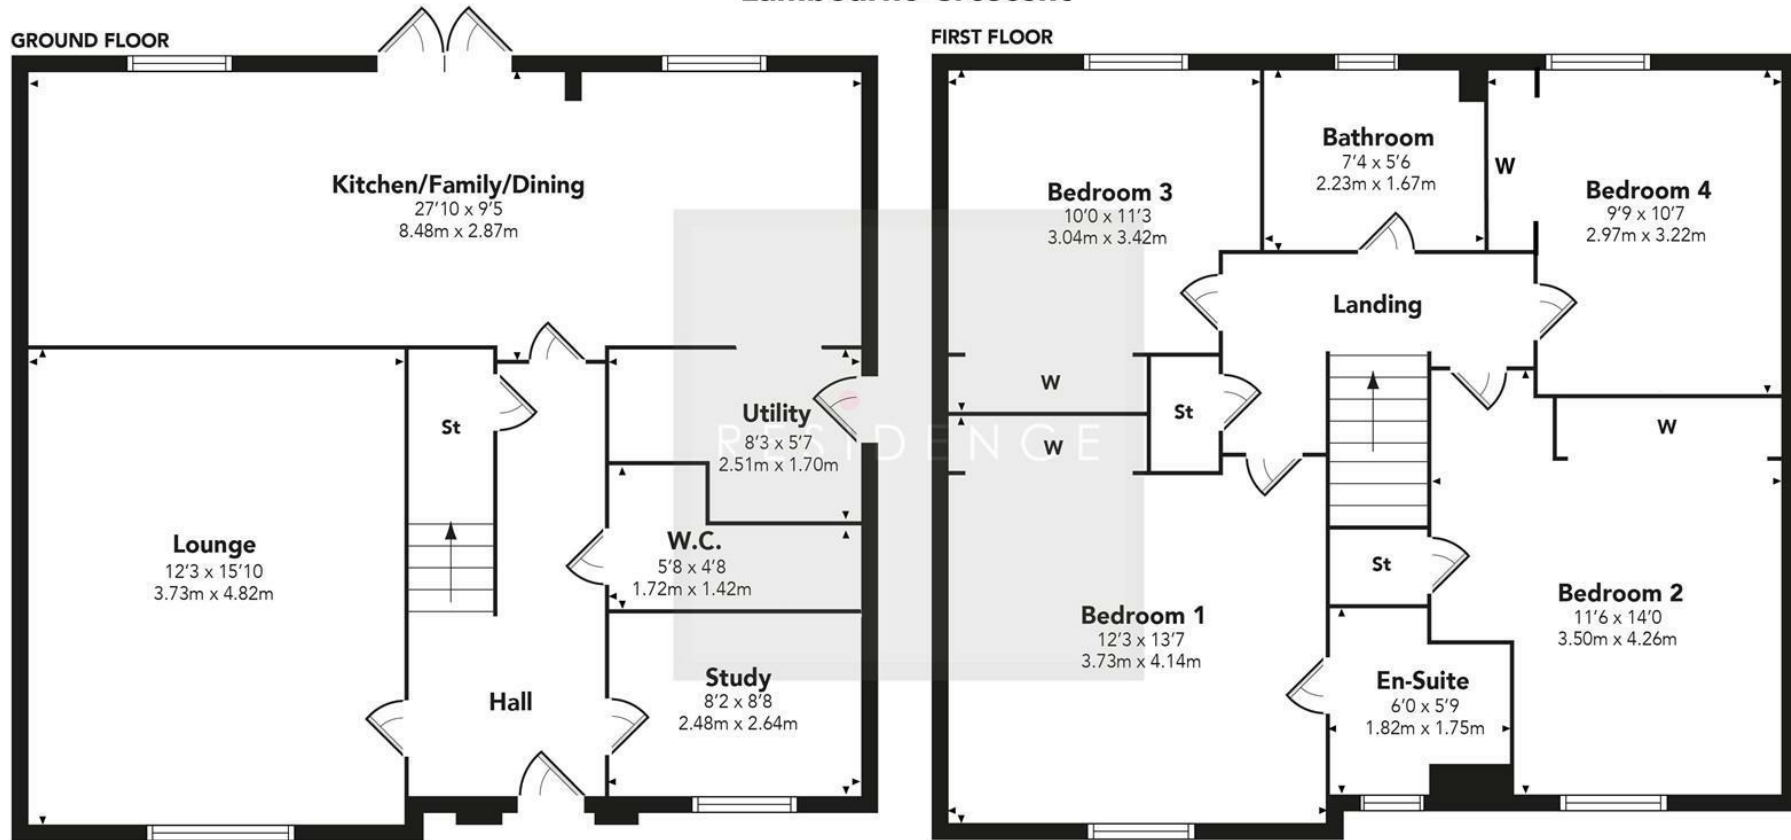 GROUND FLOOR
Kitchen/Family/Dining
27'10 x 9'5
8.48m x 2.87m
St
Utility
8'3 x 5'7
2.51m x 1.70m
Lounge
12'3 x 15'10
3.73m x 4.82m
W.C.
5'8 x 4'8
1.72m x 1.42m
Hall
Study
8'2 x 8'8
2.48m x 2.64m
FIRST FLOOR
Bedroom 3
10'0 x 11'3
3.04m x 3.42m
Bathroom
7'4 x 5'6
2.23m x 1.67m
W
Bedroom 4
9'9 x 10'7
2.97m x 3.22m
Landing
W
St
W
W
Bedroom 1
12'3 x 13'7
3.73m x 4.14m
St
Bedroom 2
11'6 x 14'0
3.50m x 4.26m
En-Suite
6'0 x 5'9
1.82m x 1.75m
RESIDENCE